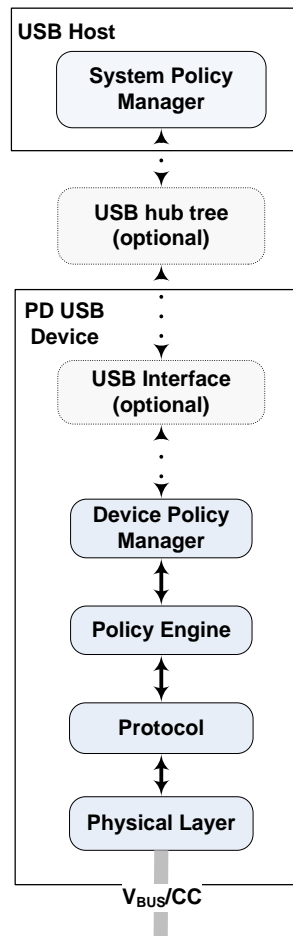 USB Host
System Policy
Manager
USB hub tree
(optional)
PD USB
Device
USB Interface
(optional)
Device Policy
Manager
Policy Engine
Protocol
Physical Layer
VBUS/CC